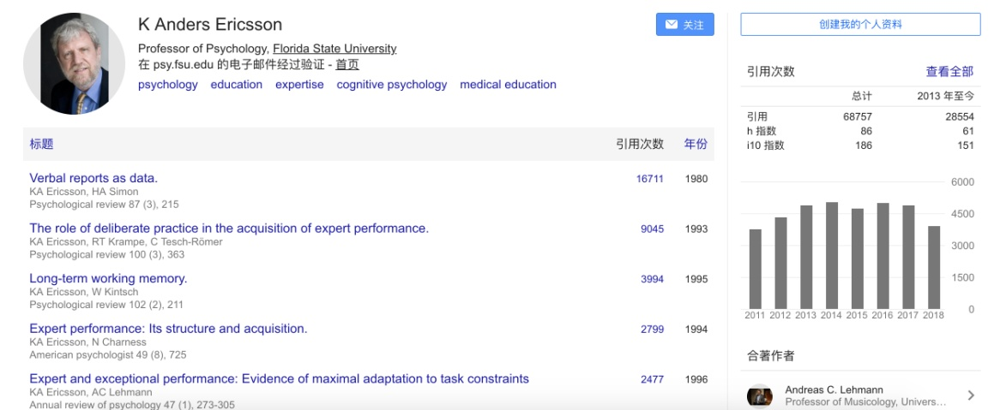 K Anders Ericsson
关注
Professor of Psychology, Florida State University
在 psy.fsu.edu 的电子邮件经过验证 - 首页
psychology education expertise cognitive psychology medical education
标题 引用次数 年份
Verbal reports as data. 16711 1980
KA Ericsson, HA Simon
Psychological review 87 (3), 215
The role of deliberate practice in the acquisition of expert performance. 9045 1993
KA Ericsson, RT Krampe, C Tesch-Römer
Psychological review 100 (3), 363
Long-term working memory. 3994 1995
KA Ericsson, W Kintsch
Psychological review 102 (2), 211
Expert performance: Its structure and acquisition. 2799 1994
KA Ericsson, N Charness
American psychologist 49 (8), 725
Expert and exceptional performance: Evidence of maximal adaptation to task constraints 2477 1996
KA Ericsson, AC Lehmann
Annual review of psychology 47 (1), 273-305
创建我的个人资料
引用次数 查看全部
总计 2013 年至今
引用 68757 28554
h 指数 86 61
i10 指数 186 151
6000
4500
3000
1500
0
2011 2012 2013 2014 2015 2016 2017 2018
合著作者
Andreas C. Lehmann
Professor of Musicology, Univers…